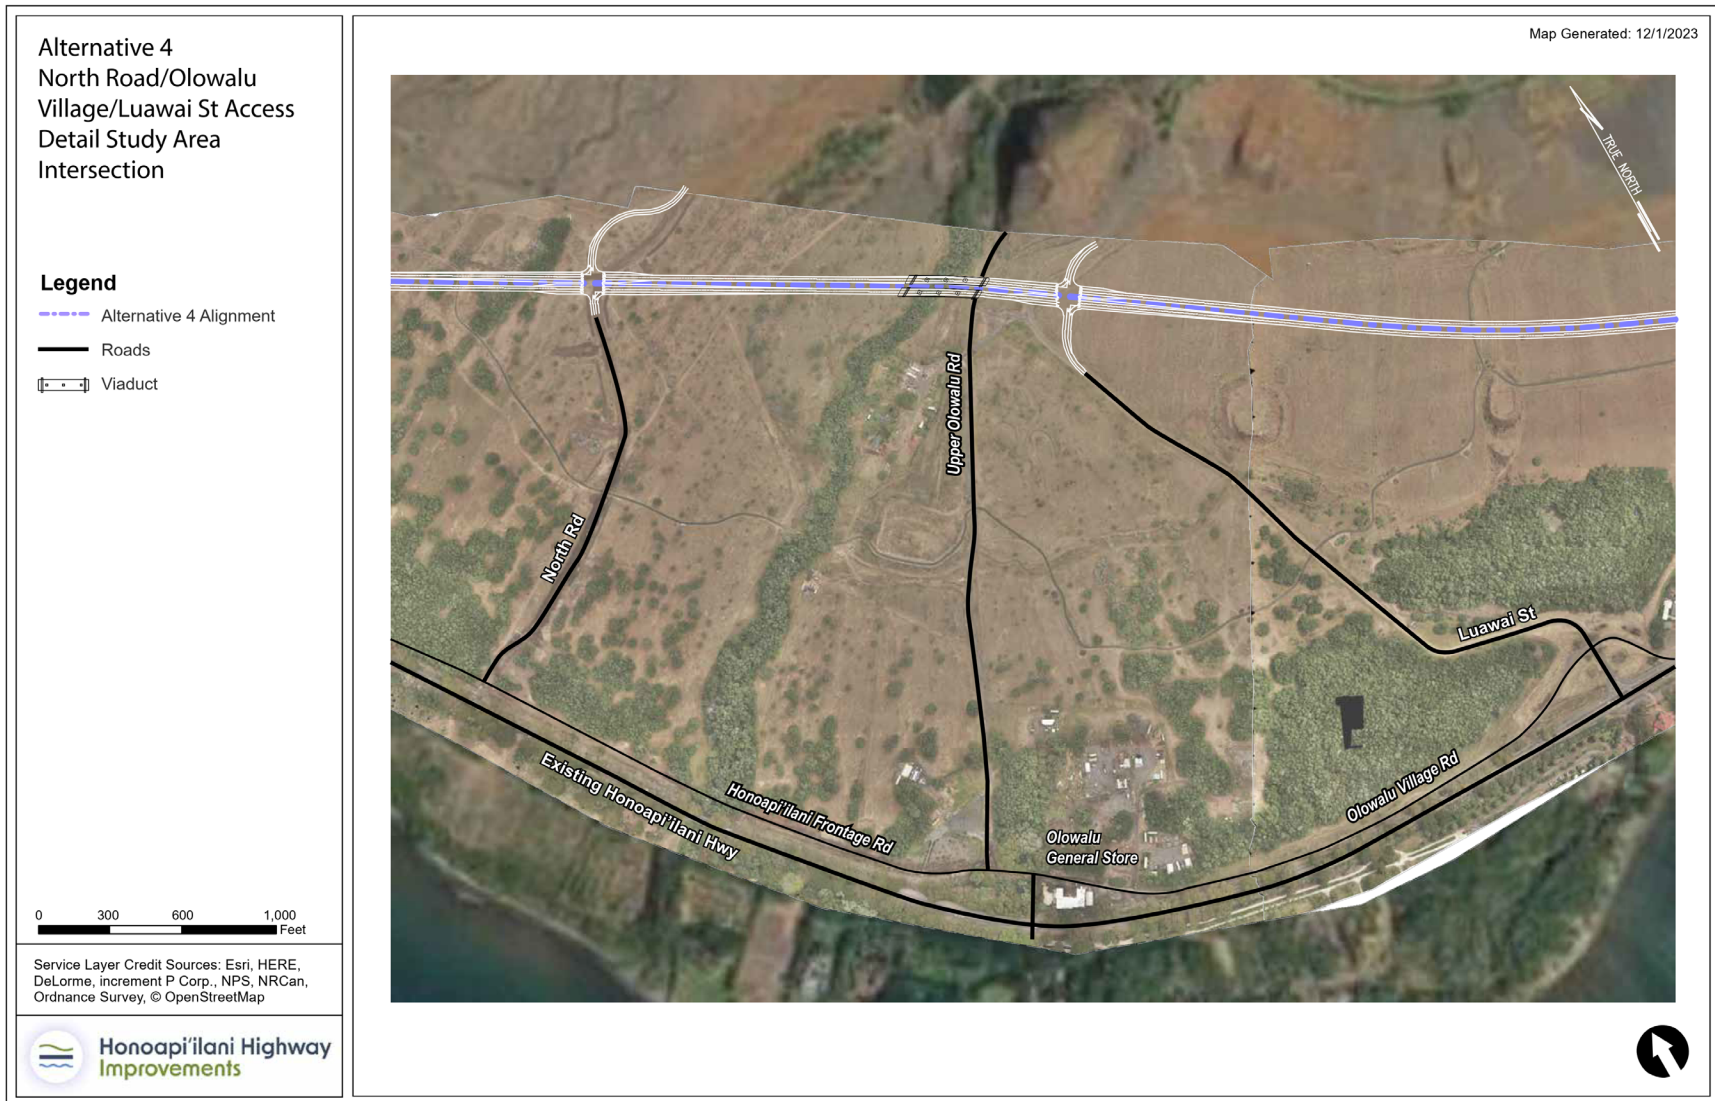 Alternative 4
North Road/Olowalu
Village/Luawai St Access
Detail Study Area
Intersection
Legend
Alternative 4 Alignment
Roads
Viaduct
0 300 600 1,000
Feet
Service Layer Credit Sources: Esri, HERE,
DeLorme, increment P Corp., NPS, NRCan,
Ordnance Survey, © OpenStreetMap
Honoapiʻilani Highway
Improvements
Map Generated: 12/1/2023
TRUE NORTH
Upper Olowalu Rd
North Rd
Luawai St
Existing Honoapi'ilani Hwy
Honoapi'ilani Frontage Rd
Olowalu Village Rd
Olowalu
General Store